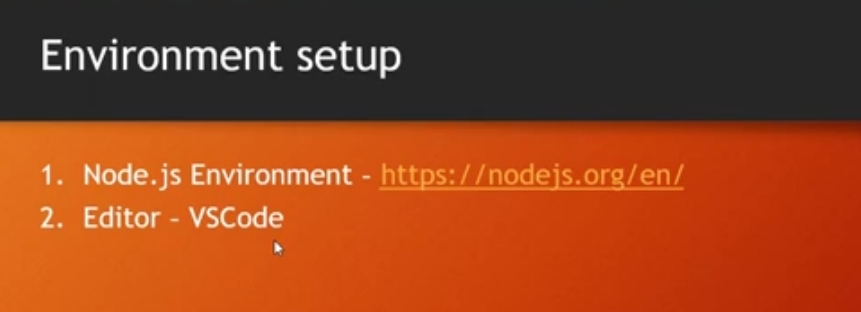 Environment setup
1. Node.js Environment - https://nodejs.org/en/
2. Editor - VSCode